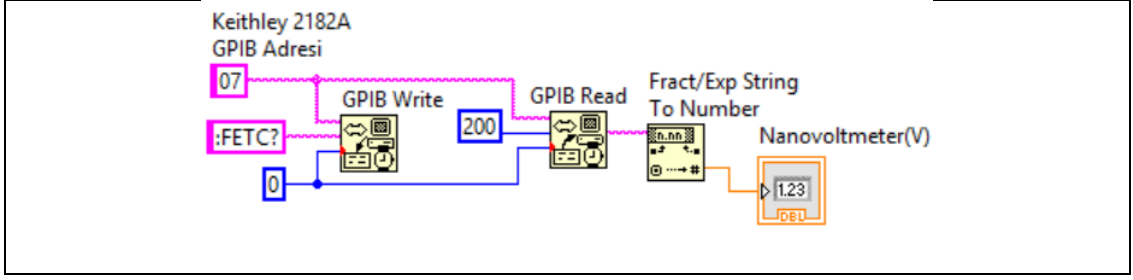 Keithley 2182A
GPIB Adresi
07
GPIB Write
:FETC?
0
200
GPIB Read
Fract/Exp String
To Number
n.nn
#
Nanovoltmeter(V)
1.23
DBL